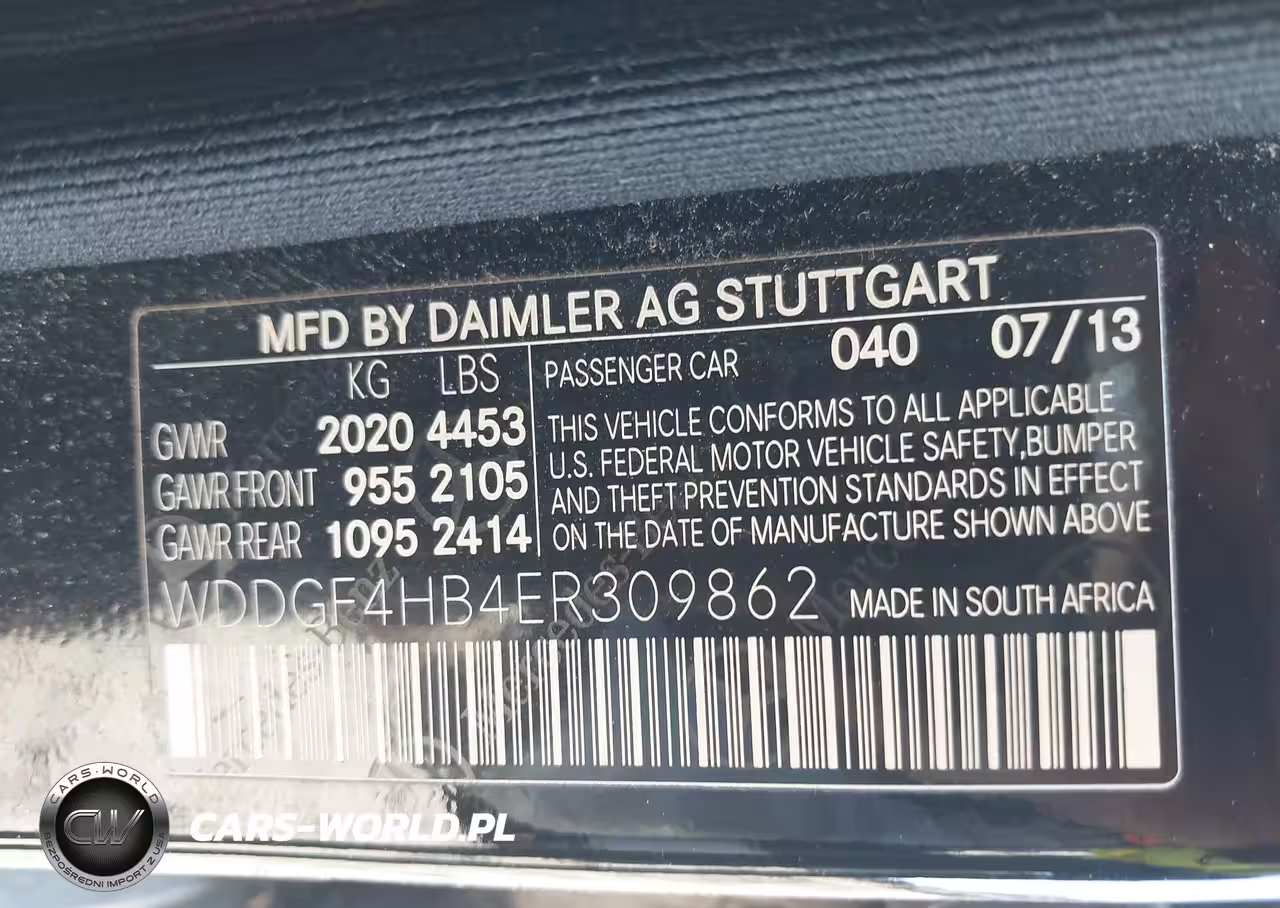 MFD BY DAIMLER AG STUTTGART
KG LBS
GVWR 2020 4453
GAWR FRONT 955 2105
GAWR REAR 1095 2414
PASSENGER CAR 040 07/13
THIS VEHICLE CONFORMS TO ALL APPLICABLE
U.S. FEDERAL MOTOR VEHICLE SAFETY,BUMPER
AND THEFT PREVENTION STANDARDS IN EFFECT
ON THE DATE OF MANUFACTURE SHOWN ABOVE
WDDGF4HB4ER309862 MADE IN SOUTH AFRICA
CARS-WORLD
CW
BEZPOŚREDNI IMPORT Z USA
CARS-WORLD.PL